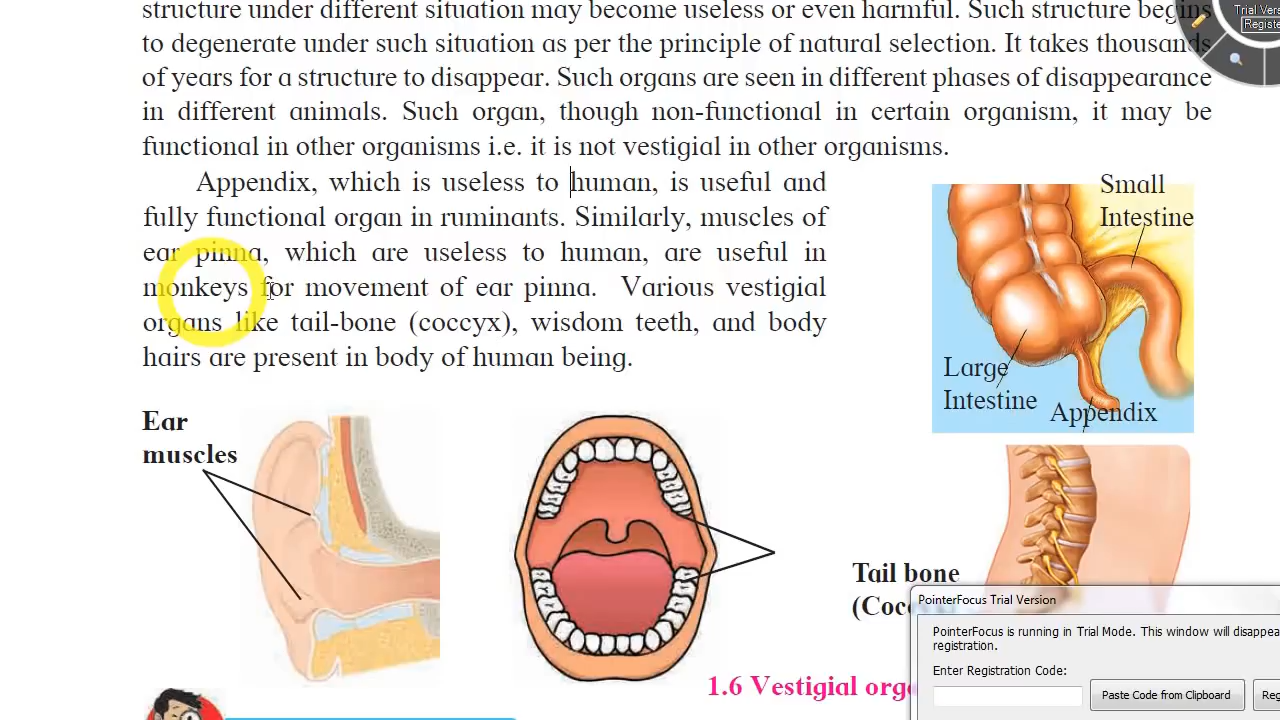 structure under different situation may become useless or even harmful. Such structure begins
to degenerate under such situation as per the principle of natural selection. It takes thousands
of years for a structure to disappear. Such organs are seen in different phases of disappearance
in different animals. Such organ, though non-functional in certain organism, it may be
functional in other organisms i.e. it is not vestigial in other organisms.
Appendix, which is useless to human, is useful and
fully functional organ in ruminants. Similarly, muscles of
ear pinna, which are useless to human, are useful in
monkeys for movement of ear pinna. Various vestigial
organs like tail-bone (coccyx), wisdom teeth, and body
hairs are present in body of human being.
Small
Intestine
Large
Intestine
Appendix
Ear
muscles
Tail bone
1.6 Vestigial
Trial
Register
PointerFocus Trial Version
PointerFocus is running in Trial Mode. This window will
registration.
Enter Registration Code:
Paste Code from Clipboard